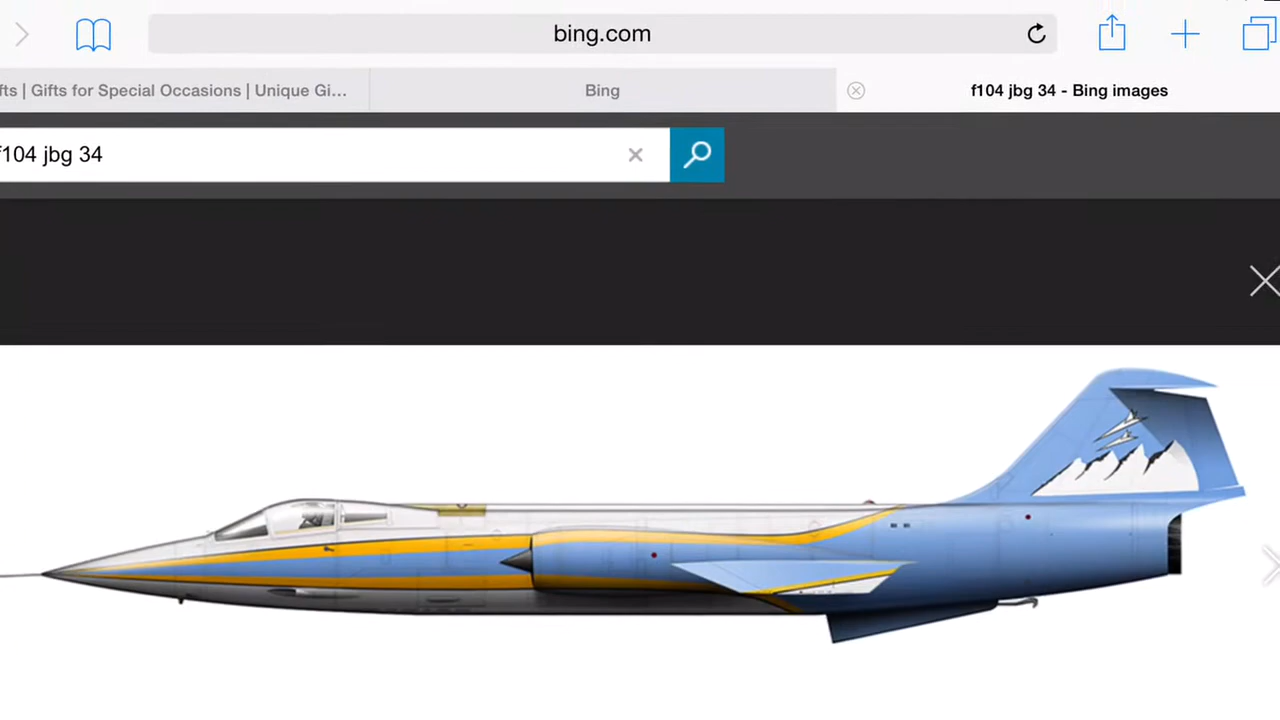 bing.com
fts | Gifts for Special Occasions | Unique Gi...
Bing
f104 jbg 34 - Bing images
f104 jbg 34